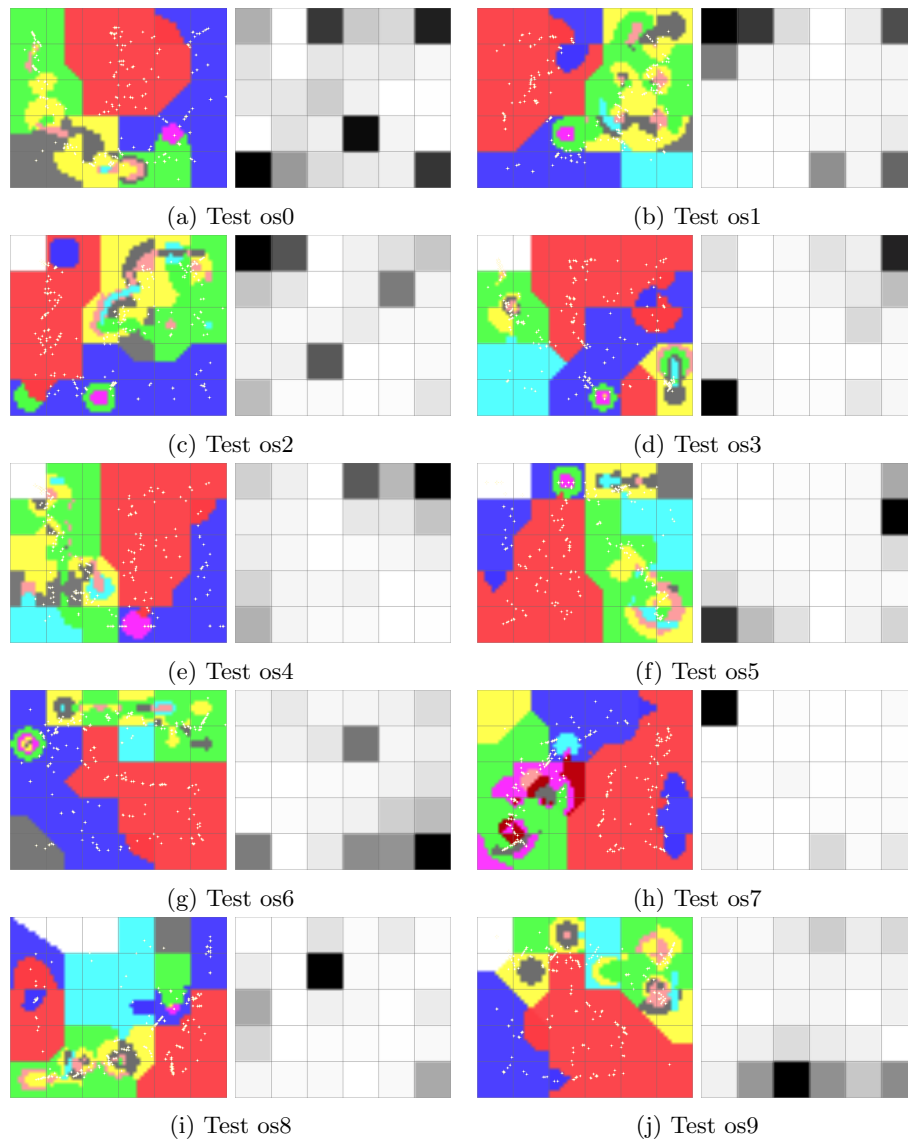 (a) Test os0
(b) Test os1
(c) Test os2
(d) Test os3
(e) Test os4
(f) Test os5
(g) Test os6
(h) Test os7
(i) Test os8
(j) Test os9